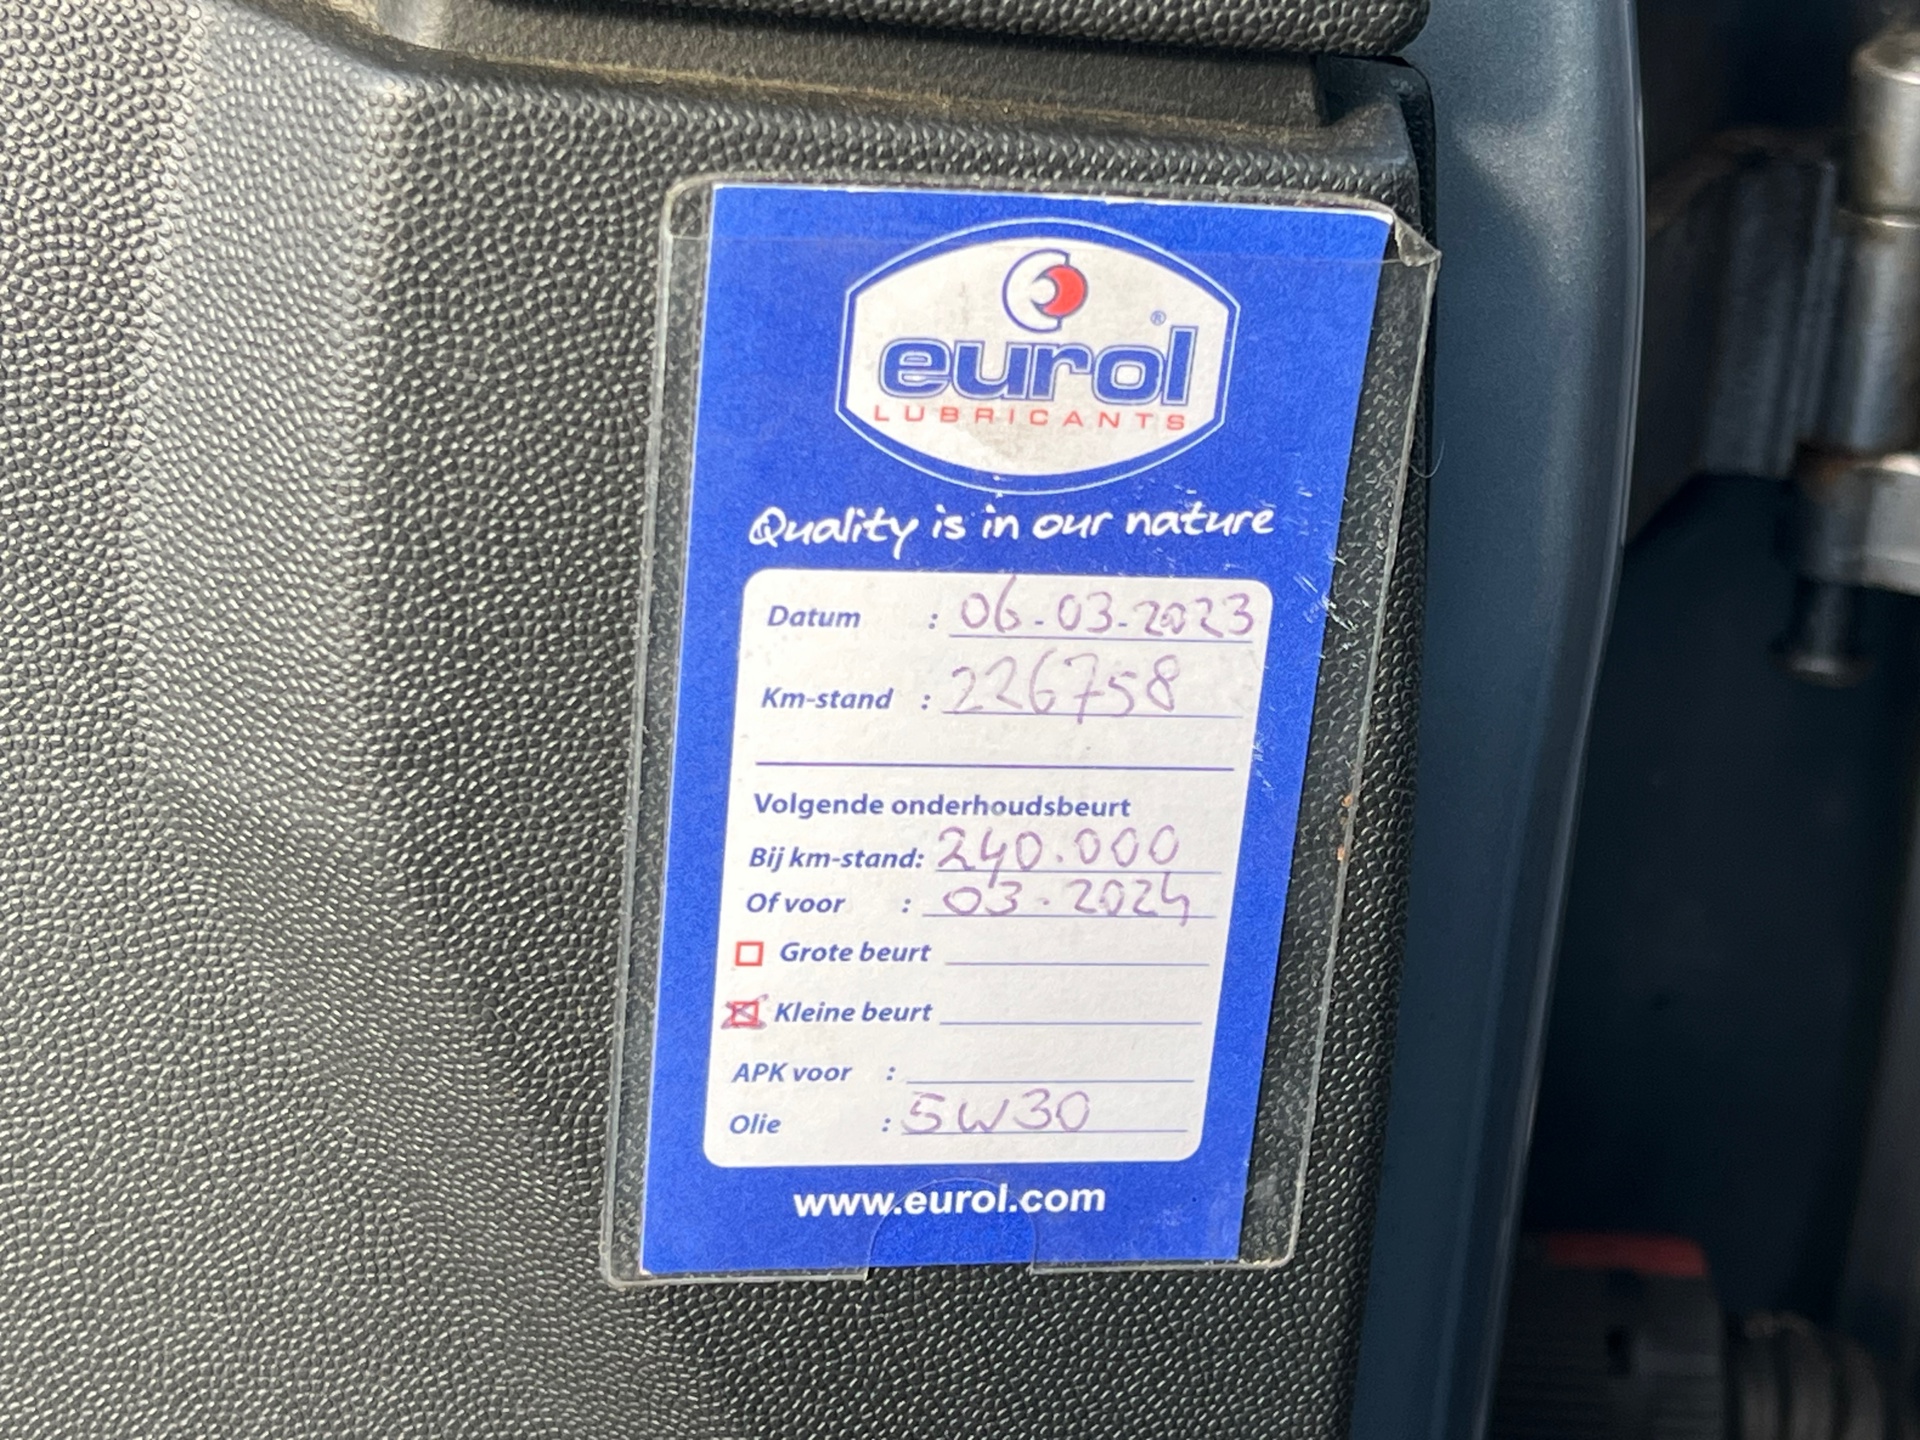 eurol®
LUBRICANTS
Quality is in our nature
Datum : 06-03-2023
Km-stand : 226758
Volgende onderhoudsbeurt
Bij km-stand: 240.000
Of voor : 03-2024
Grote beurt
Kleine beurt
APK voor :
Olie : 5W30
www.eurol.com